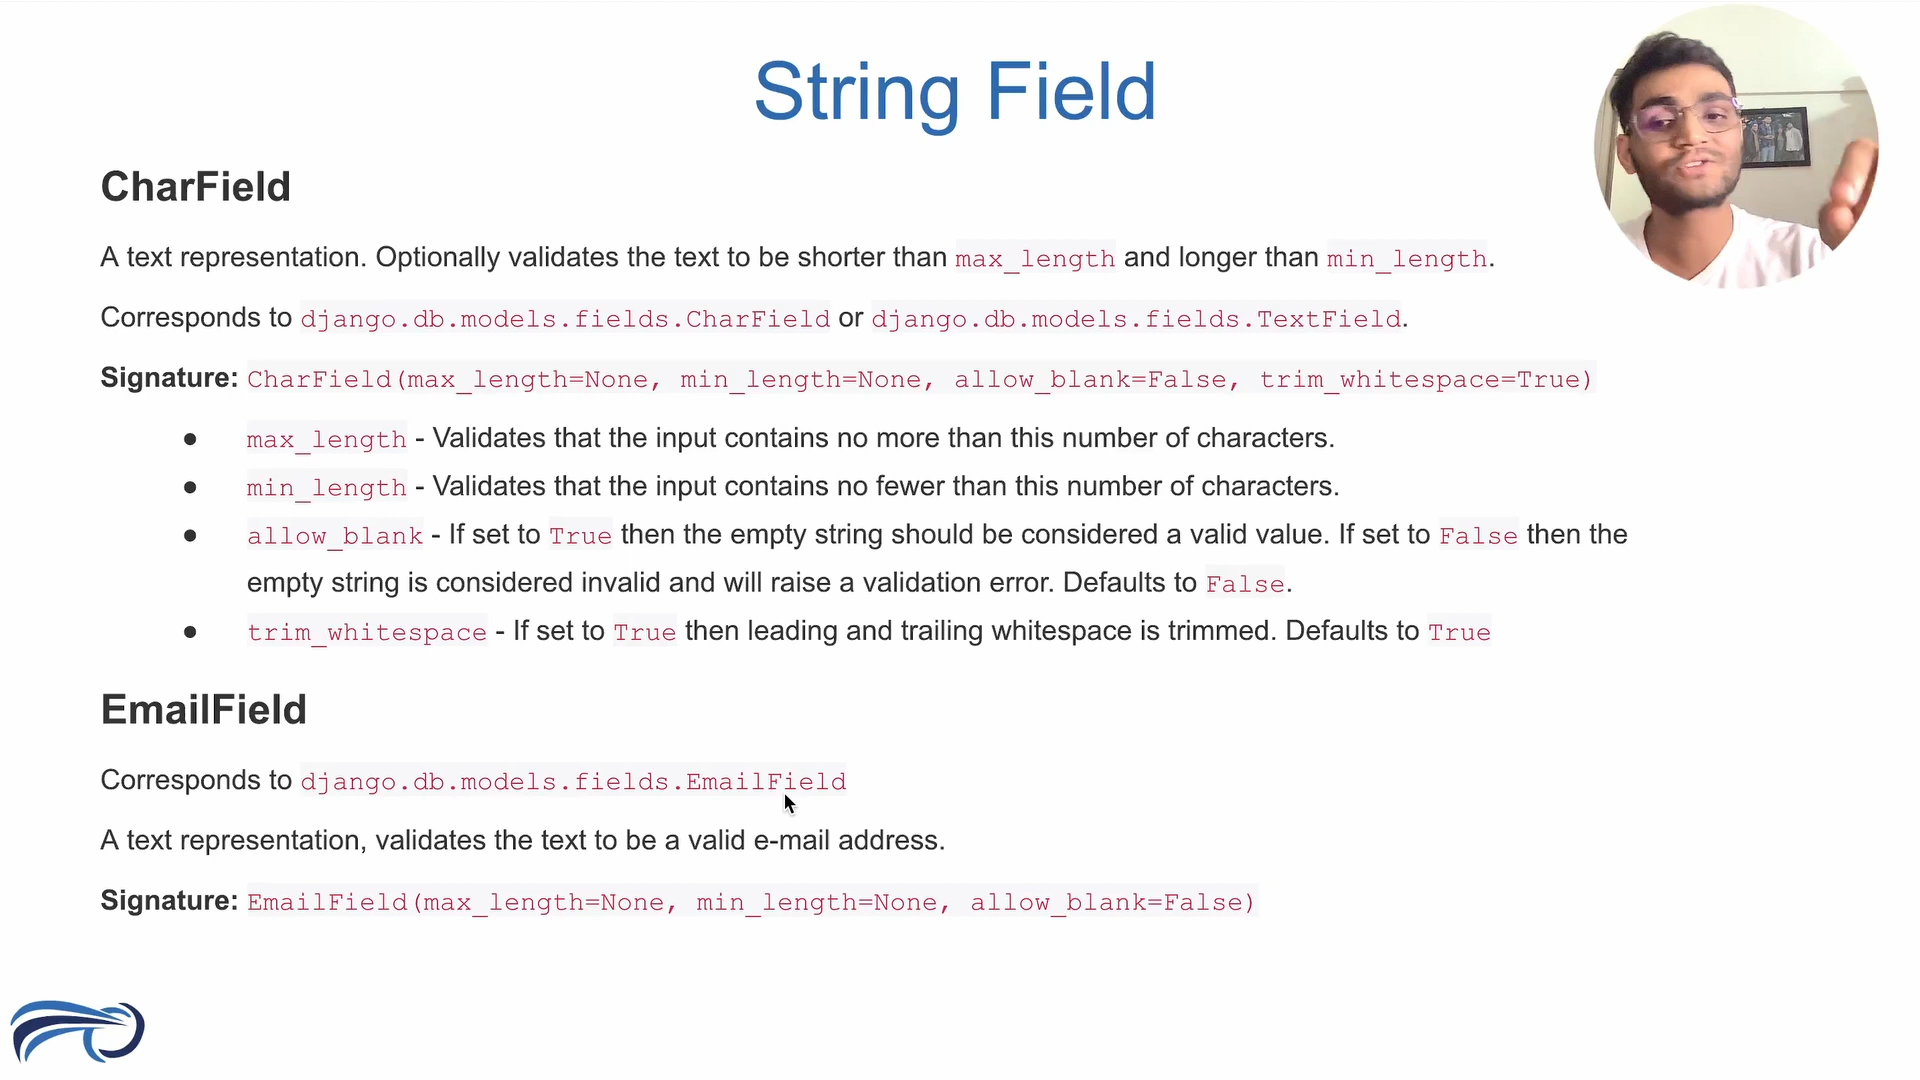 String Field
CharField
A text representation. Optionally validates the text to be shorter than max_length and longer than min_length.
Corresponds to django.db.models.fields.CharField or django.db.models.fields.TextField.
Signature: CharField(max_length=None, min_length=None, allow_blank=False, trim_whitespace=True)
● max_length - Validates that the input contains no more than this number of characters.
● min_length - Validates that the input contains no fewer than this number of characters.
● allow_blank - If set to True then the empty string should be considered a valid value. If set to False then the
empty string is considered invalid and will raise a validation error. Defaults to False.
● trim_whitespace - If set to True then leading and trailing whitespace is trimmed. Defaults to True
EmailField
Corresponds to django.db.models.fields.EmailField
A text representation, validates the text to be a valid e-mail address.
Signature: EmailField(max_length=None, min_length=None, allow_blank=False)